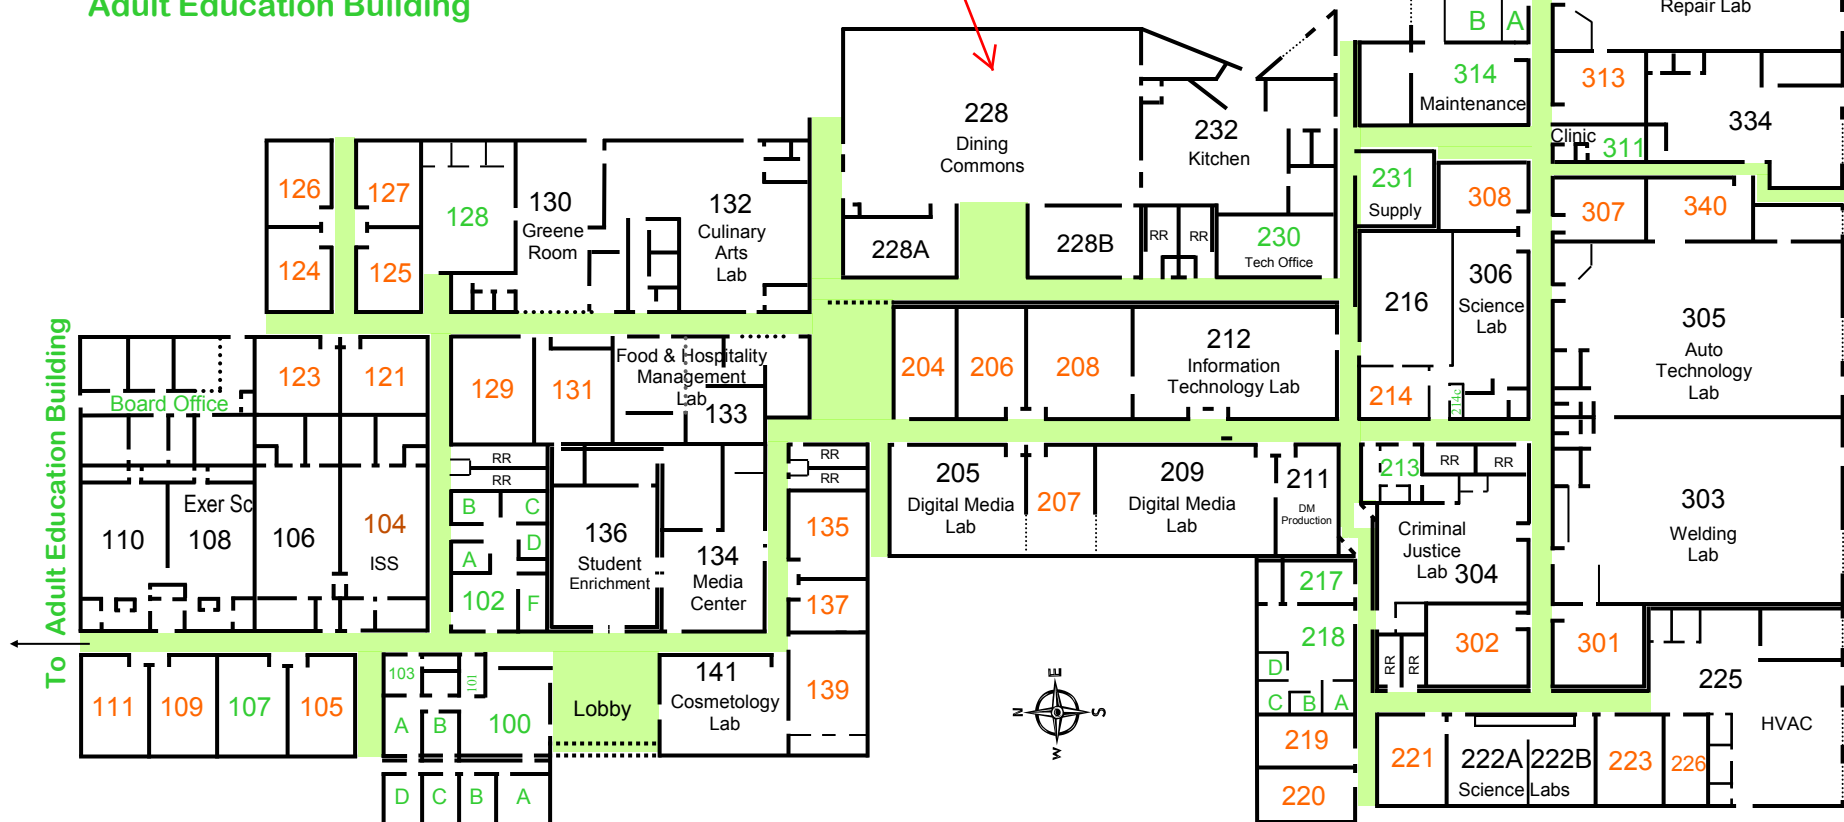 Adult Education Building
Repair Lab
B
A
314
Maintenance
313
334
Clinic
311
228
Dining
Commons
232
Kitchen
231
Supply
308
307
340
126
127
128
130
Greene
Room
132
Culinary
Arts
Lab
124
125
228A
228B
RR
RR
230
Tech Office
216
306
Science
Lab
305
Auto
Technology
Lab
To Adult Education Building
Board Office
123
121
129
131
Food & Hospitality
Management
Lab
133
204
206
208
212
Information
Technology Lab
214
214c
RR
RR
RR
RR
205
Digital Media
Lab
207
209
Digital Media
Lab
211
DM
Production
213
RR
RR
303
Welding
Lab
110
Exer Sc
108
106
104
ISS
B
C
D
A
102
F
136
Student
Enrichment
134
Media
Center
135
137
Criminal
Justice
Lab
304
217
218
D
C
B
A
302
301
RR
RR
225
HVAC
111
109
107
105
103
101
A
B
100
Lobby
141
Cosmetology
Lab
139
E
N
S
W
219
220
221
222A
222B
Science Labs
223
226
D
C
B
A